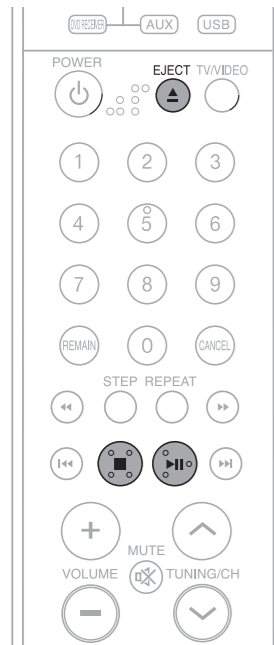 DVD RECEIVER AUX USB
POWER EJECT TV/VIDEO
1 2 3
4 5 6
7 8 9
REMAIN 0 CANCEL
STEP REPEAT
MUTE
VOLUME TUNING/CH